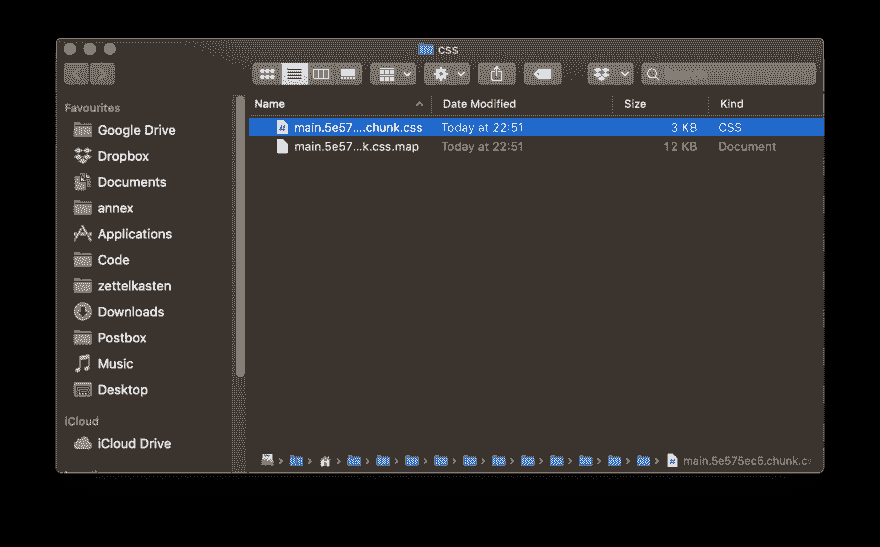 css
Name Date Modified Size Kind
Favourites
Google Drive
Dropbox
Documents
annex
Applications
Code
zettelkasten
Downloads
Postbox
Music
Desktop
iCloud
iCloud Drive
main.5e57....chunk.css Today at 22:51 3 KB CSS
main.5e57...k.css.map Today at 22:51 12 KB Document
main.5e575ec6.chunk.c